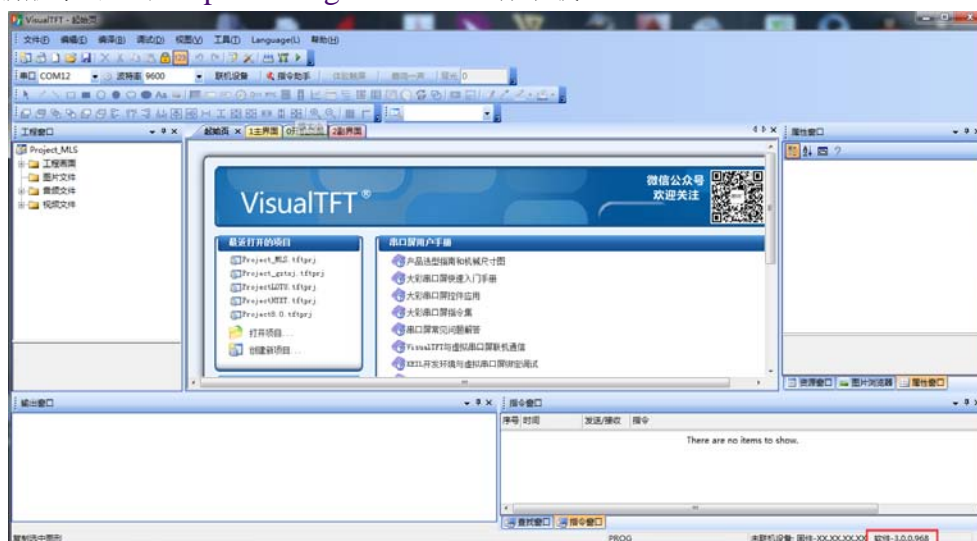 VisualTFT - 起始页
文件(F) 编辑(E) 编译(B) 调试(D) 视图(V) 工具(T) Language(L) 帮助(H)
串口 COM12 波特率 9600 联机设备 指令助手
工程窗口
起始页 1主界面 2副界面
属性窗口
Project_MLS
工程画面
图片文件
音频文件
视频文件
VisualTFT®
微信公众号
欢迎关注
最近打开的项目
Project_MLS.tftprj
打开项目...
创建新项目...
串口屏用户手册
产品选型指南和机械尺寸图
大彩串口屏快速入门手册
大彩串口屏控件应用
大彩串口屏指令集
串口屏常见问题解答
VisualTFT与虚拟串口屏联机通信
KEIL开发环境与虚拟串口屏绑定调试
资源窗口 图片浏览器 属性窗口
输出窗口
指令窗口
序号 时间 发送/接收 指令
There are no items to show.
查找窗口 指令窗口
复制选中图形
PROG
未联机设备: 固件-XX.XX.XX.XX
软件-3.0.0.968